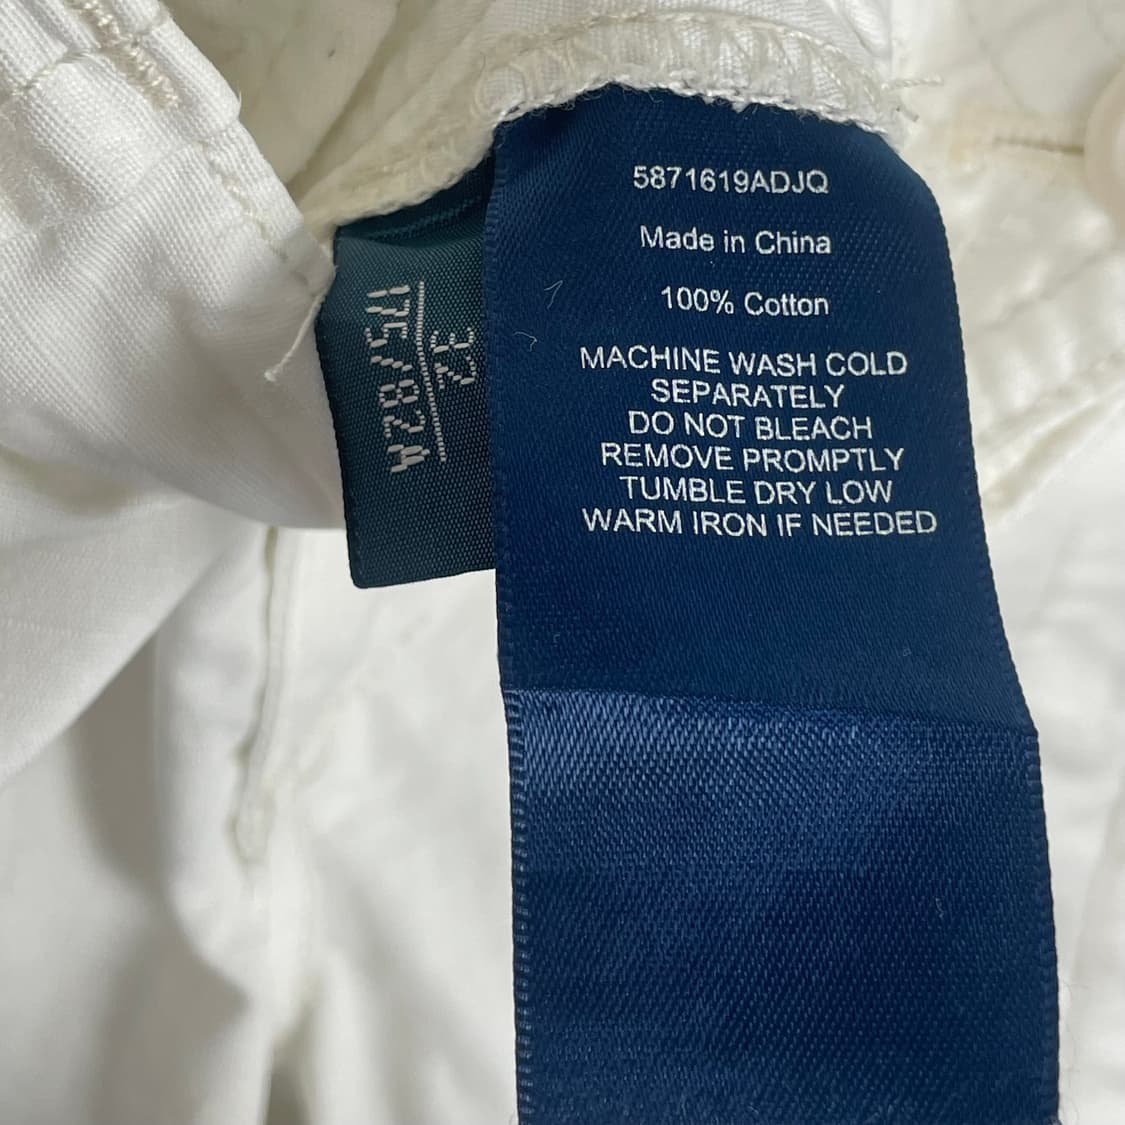 5871619ADJQ
Made in China
100% Cotton
MACHINE WASH COLD
SEPARATELY
DO NOT BLEACH
REMOVE PROMPTLY
TUMBLE DRY LOW
WARM IRON IF NEEDED
32
175/82A